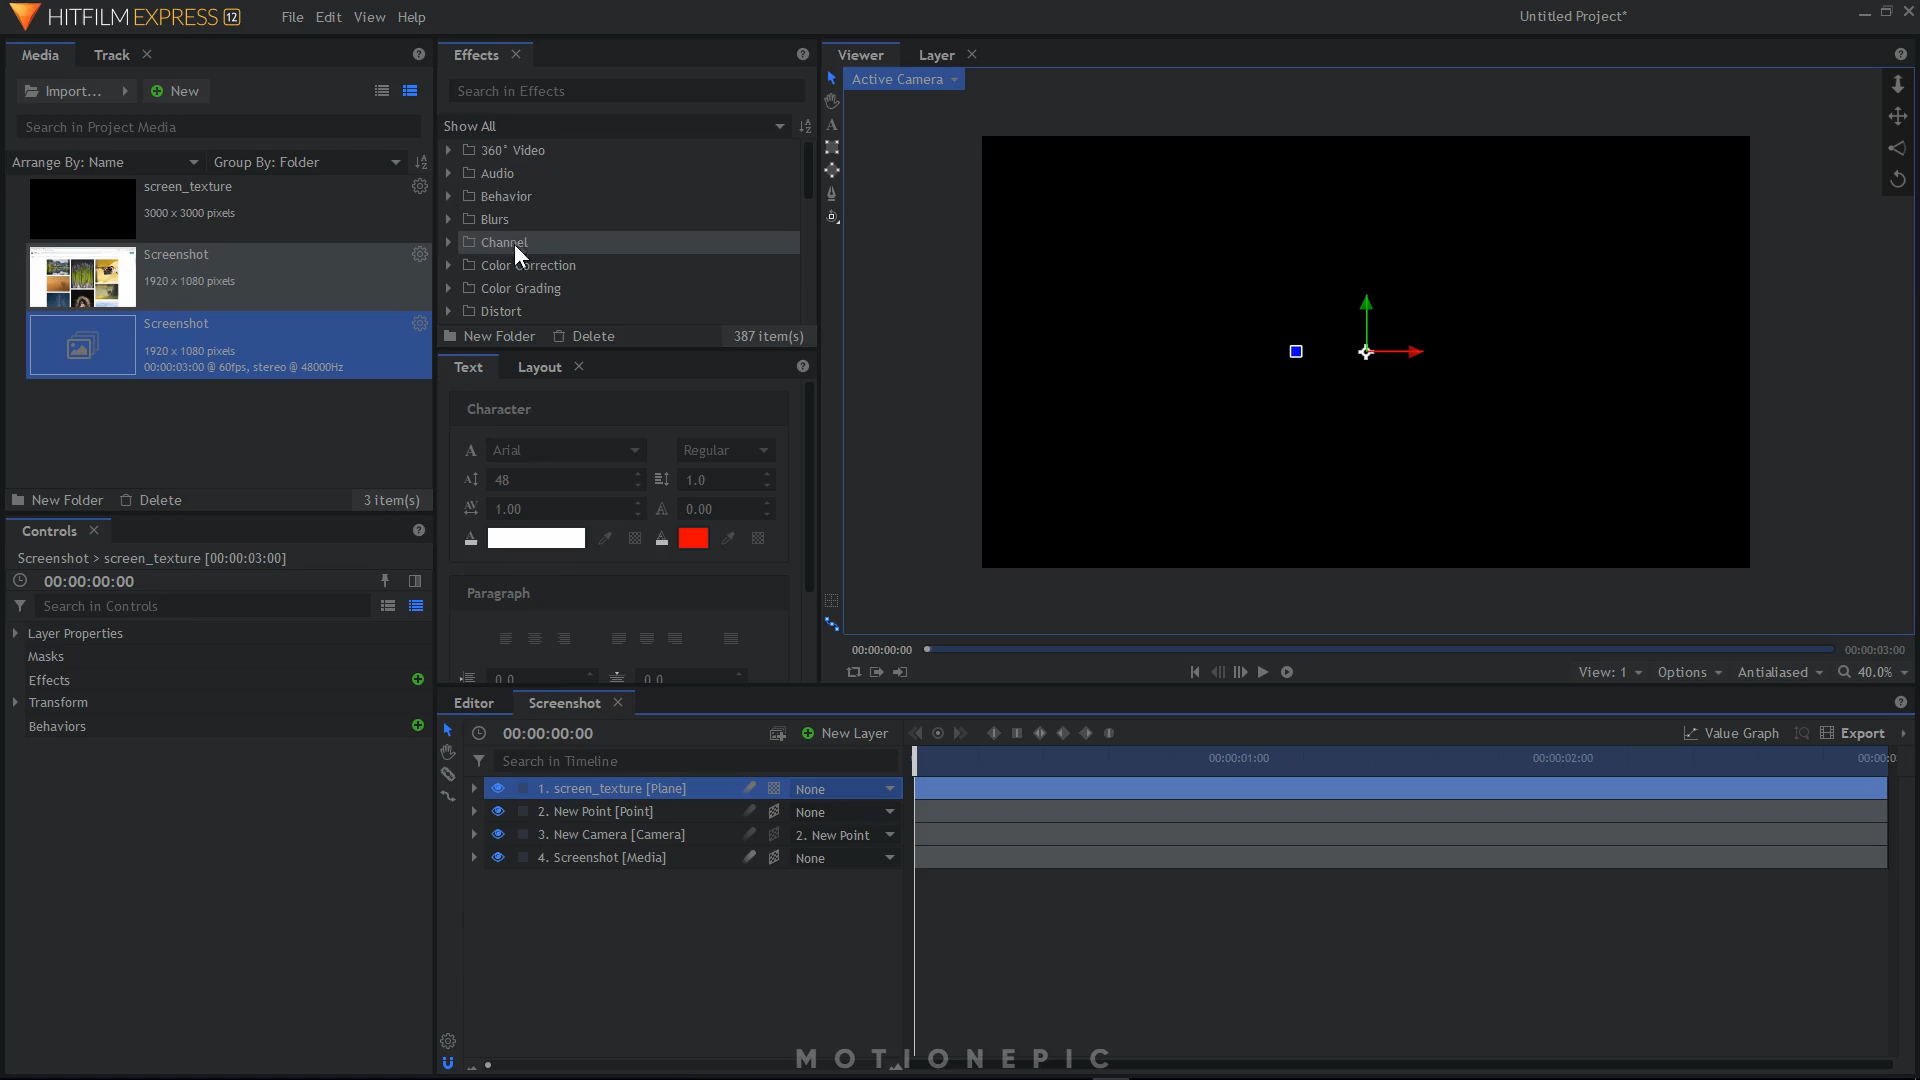 HITFILM EXPRESS 12
File Edit View Help
Untitled Project*
Media Track
Import... New
Search in Project Media
Arrange By: Name Group By: Folder
screen_texture
3000 x 3000 pixels
Screenshot
1920 x 1080 pixels
Screenshot
1920 x 1080 pixels
00:00:03:00 @ 60fps, stereo @ 48000Hz
New Folder Delete 3 item(s)
Controls
Screenshot > screen_texture [00:00:03:00]
00:00:00:00
Search in Controls
Layer Properties
Masks
Effects
Transform
Behaviors
Effects
Search in Effects
Show All
360° Video
Audio
Behavior
Blurs
Channel
Color Correction
Color Grading
Distort
New Folder Delete 387 item(s)
Text Layout
Character
Arial Regular
48 1.0
1.00 0.00
Paragraph
0.0 0.0
Viewer Layer
Active Camera
00:00:00:00 00:00:03:00
View: 1 Options Antialiased 40.0%
Editor Screenshot
00:00:00:00 New Layer Value Graph Export
Search in Timeline 00:00:01:00 00:00:02:00 00:00:0
1. screen_texture [Plane] None
2. New Point [Point] None
3. New Camera [Camera] 2. New Point
4. Screenshot [Media] None
MOTIONEPIC